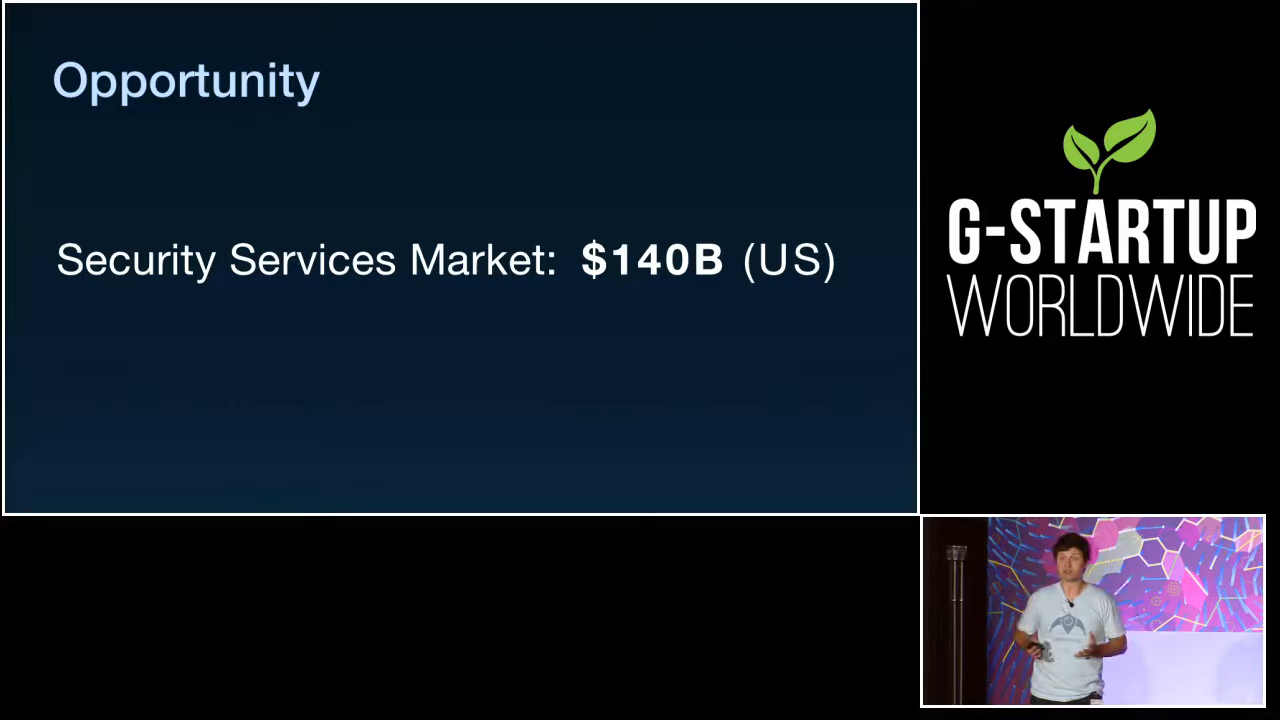 Opportunity
Security Services Market: $140B (US)
G-STARTUP
WORLDWIDE